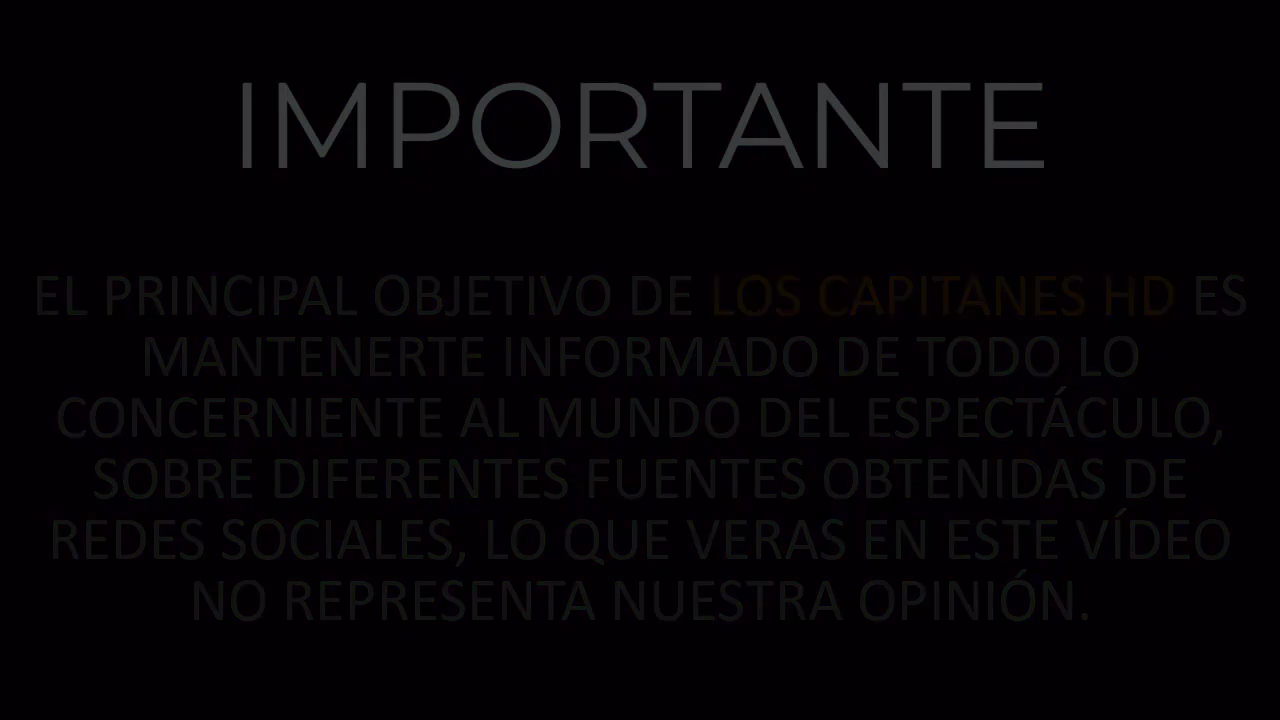 IMPORTANTE
EL PRINCIPAL OBJETIVO DE LOS CAPITANES HD ES
MANTENERTE INFORMADO DE TODO LO
CONCERNIENTE AL MUNDO DEL ESPECTÁCULO,
SOBRE DIFERENTES FUENTES OBTENIDAS DE
REDES SOCIALES, LO QUE VERAS EN ESTE VÍDEO
NO REPRESENTA NUESTRA OPINIÓN.